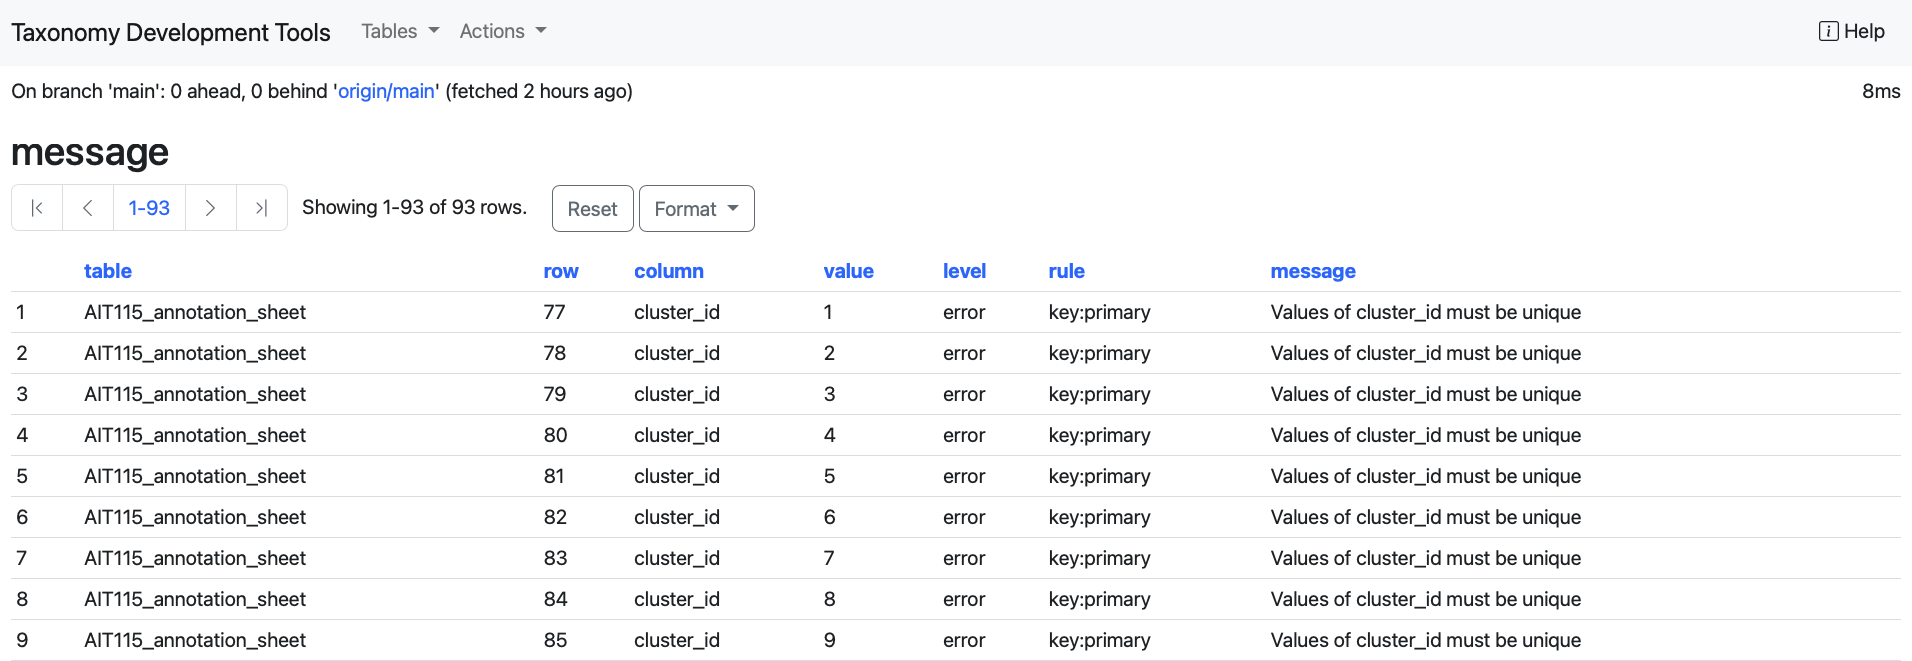 Taxonomy Development Tools Tables Actions Help
On branch 'main': 0 ahead, 0 behind 'origin/main' (fetched 2 hours ago) 8ms
message
1-93 Showing 1-93 of 93 rows. Reset Format
table row column value level rule message
1 AIT115_annotation_sheet 77 cluster_id 1 error key:primary Values of cluster_id must be unique
2 AIT115_annotation_sheet 78 cluster_id 2 error key:primary Values of cluster_id must be unique
3 AIT115_annotation_sheet 79 cluster_id 3 error key:primary Values of cluster_id must be unique
4 AIT115_annotation_sheet 80 cluster_id 4 error key:primary Values of cluster_id must be unique
5 AIT115_annotation_sheet 81 cluster_id 5 error key:primary Values of cluster_id must be unique
6 AIT115_annotation_sheet 82 cluster_id 6 error key:primary Values of cluster_id must be unique
7 AIT115_annotation_sheet 83 cluster_id 7 error key:primary Values of cluster_id must be unique
8 AIT115_annotation_sheet 84 cluster_id 8 error key:primary Values of cluster_id must be unique
9 AIT115_annotation_sheet 85 cluster_id 9 error key:primary Values of cluster_id must be unique